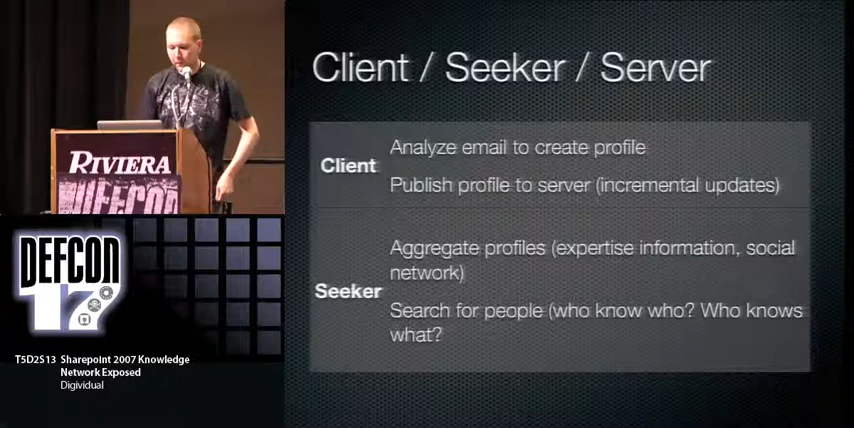 Client / Seeker / Server
Client
Analyze email to create profile
Publish profile to server (incremental updates)
Seeker
Aggregate profiles (expertise information, social
network)
Search for people (who know who? Who knows
what?
RIVIERA
DEFCON
DEFCON
17
T5D2S13 Sharepoint 2007 Knowledge
Network Exposed
Digividual